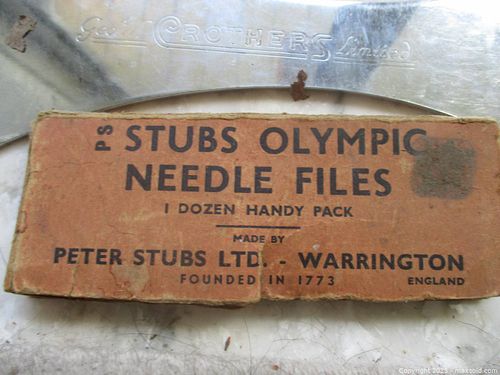 CROTHERS Limited
PS STUBS OLYMPIC
NEEDLE FILES
1 DOZEN HANDY PACK
MADE BY
PETER STUBS LTD. - WARRINGTON
FOUNDED IN 1773
ENGLAND